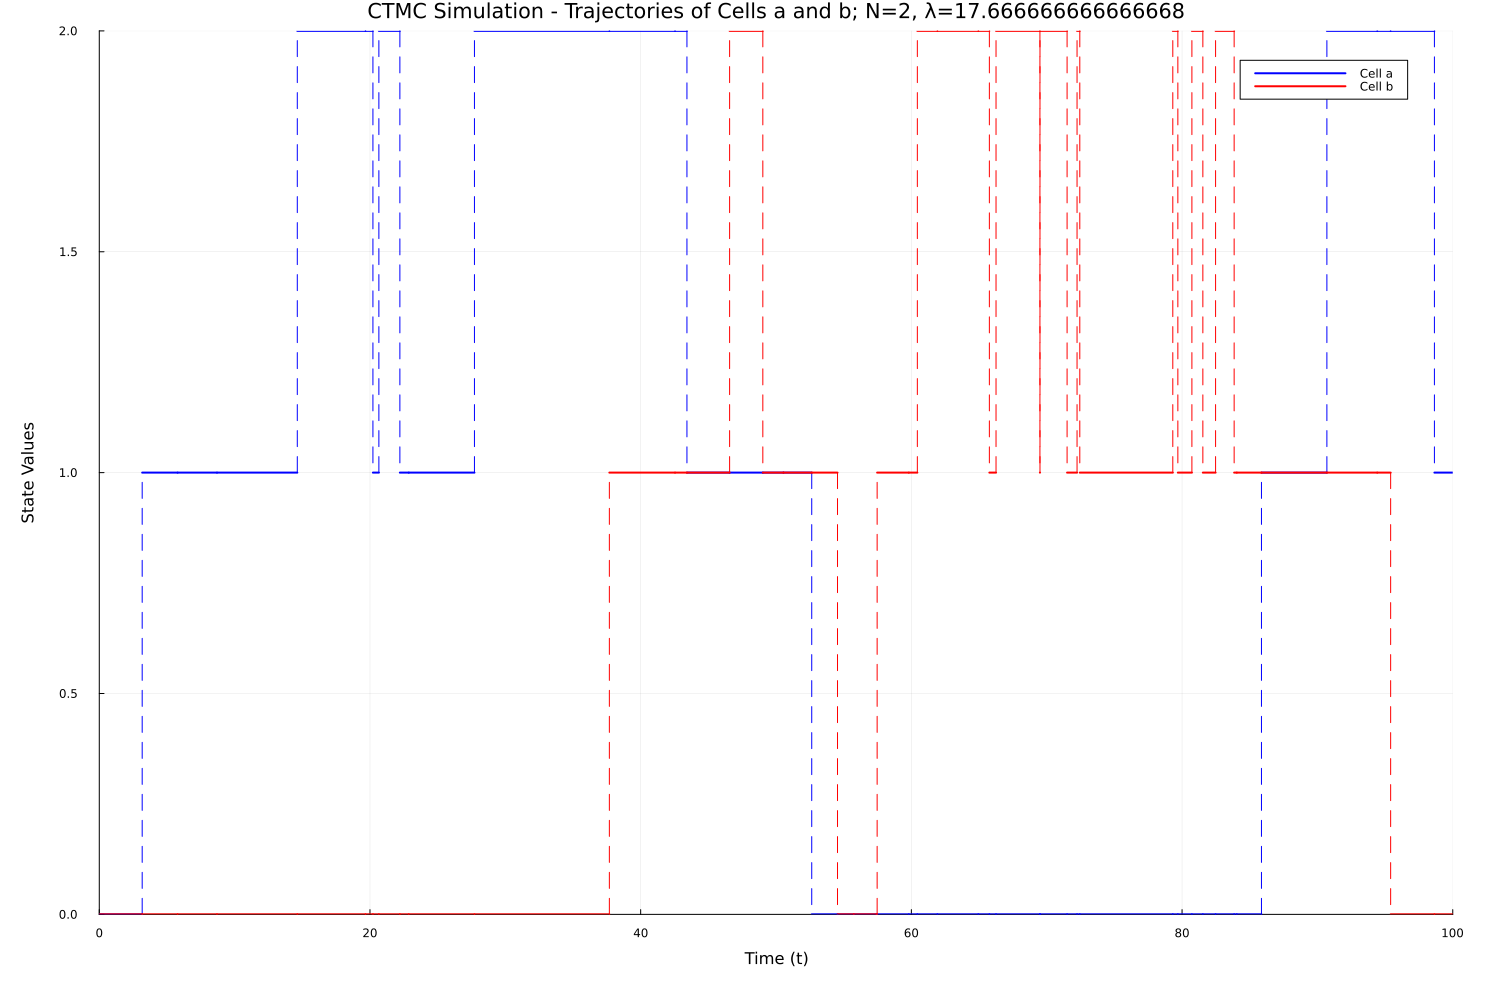 CTMC Simulation - Trajectories of Cells a and b; N=2, λ=17.666666666666668
2.0
Cell a
Cell b
1.5
1.0
State Values
0.5
0.0
0 20 40 60 80 100
Time (t)